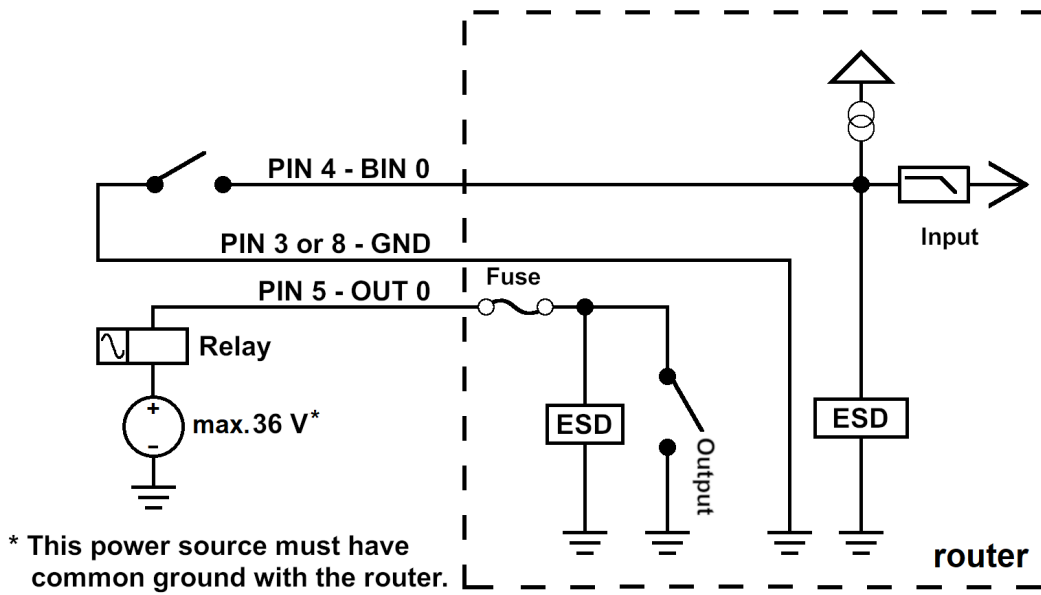 PIN 4 - BIN 0
Input
PIN 3 or 8 - GND
Fuse
PIN 5 - OUT 0
Relay
+
max. 36 V*
−
ESD
ESD
Output
* This power source must have
common ground with the router.
router